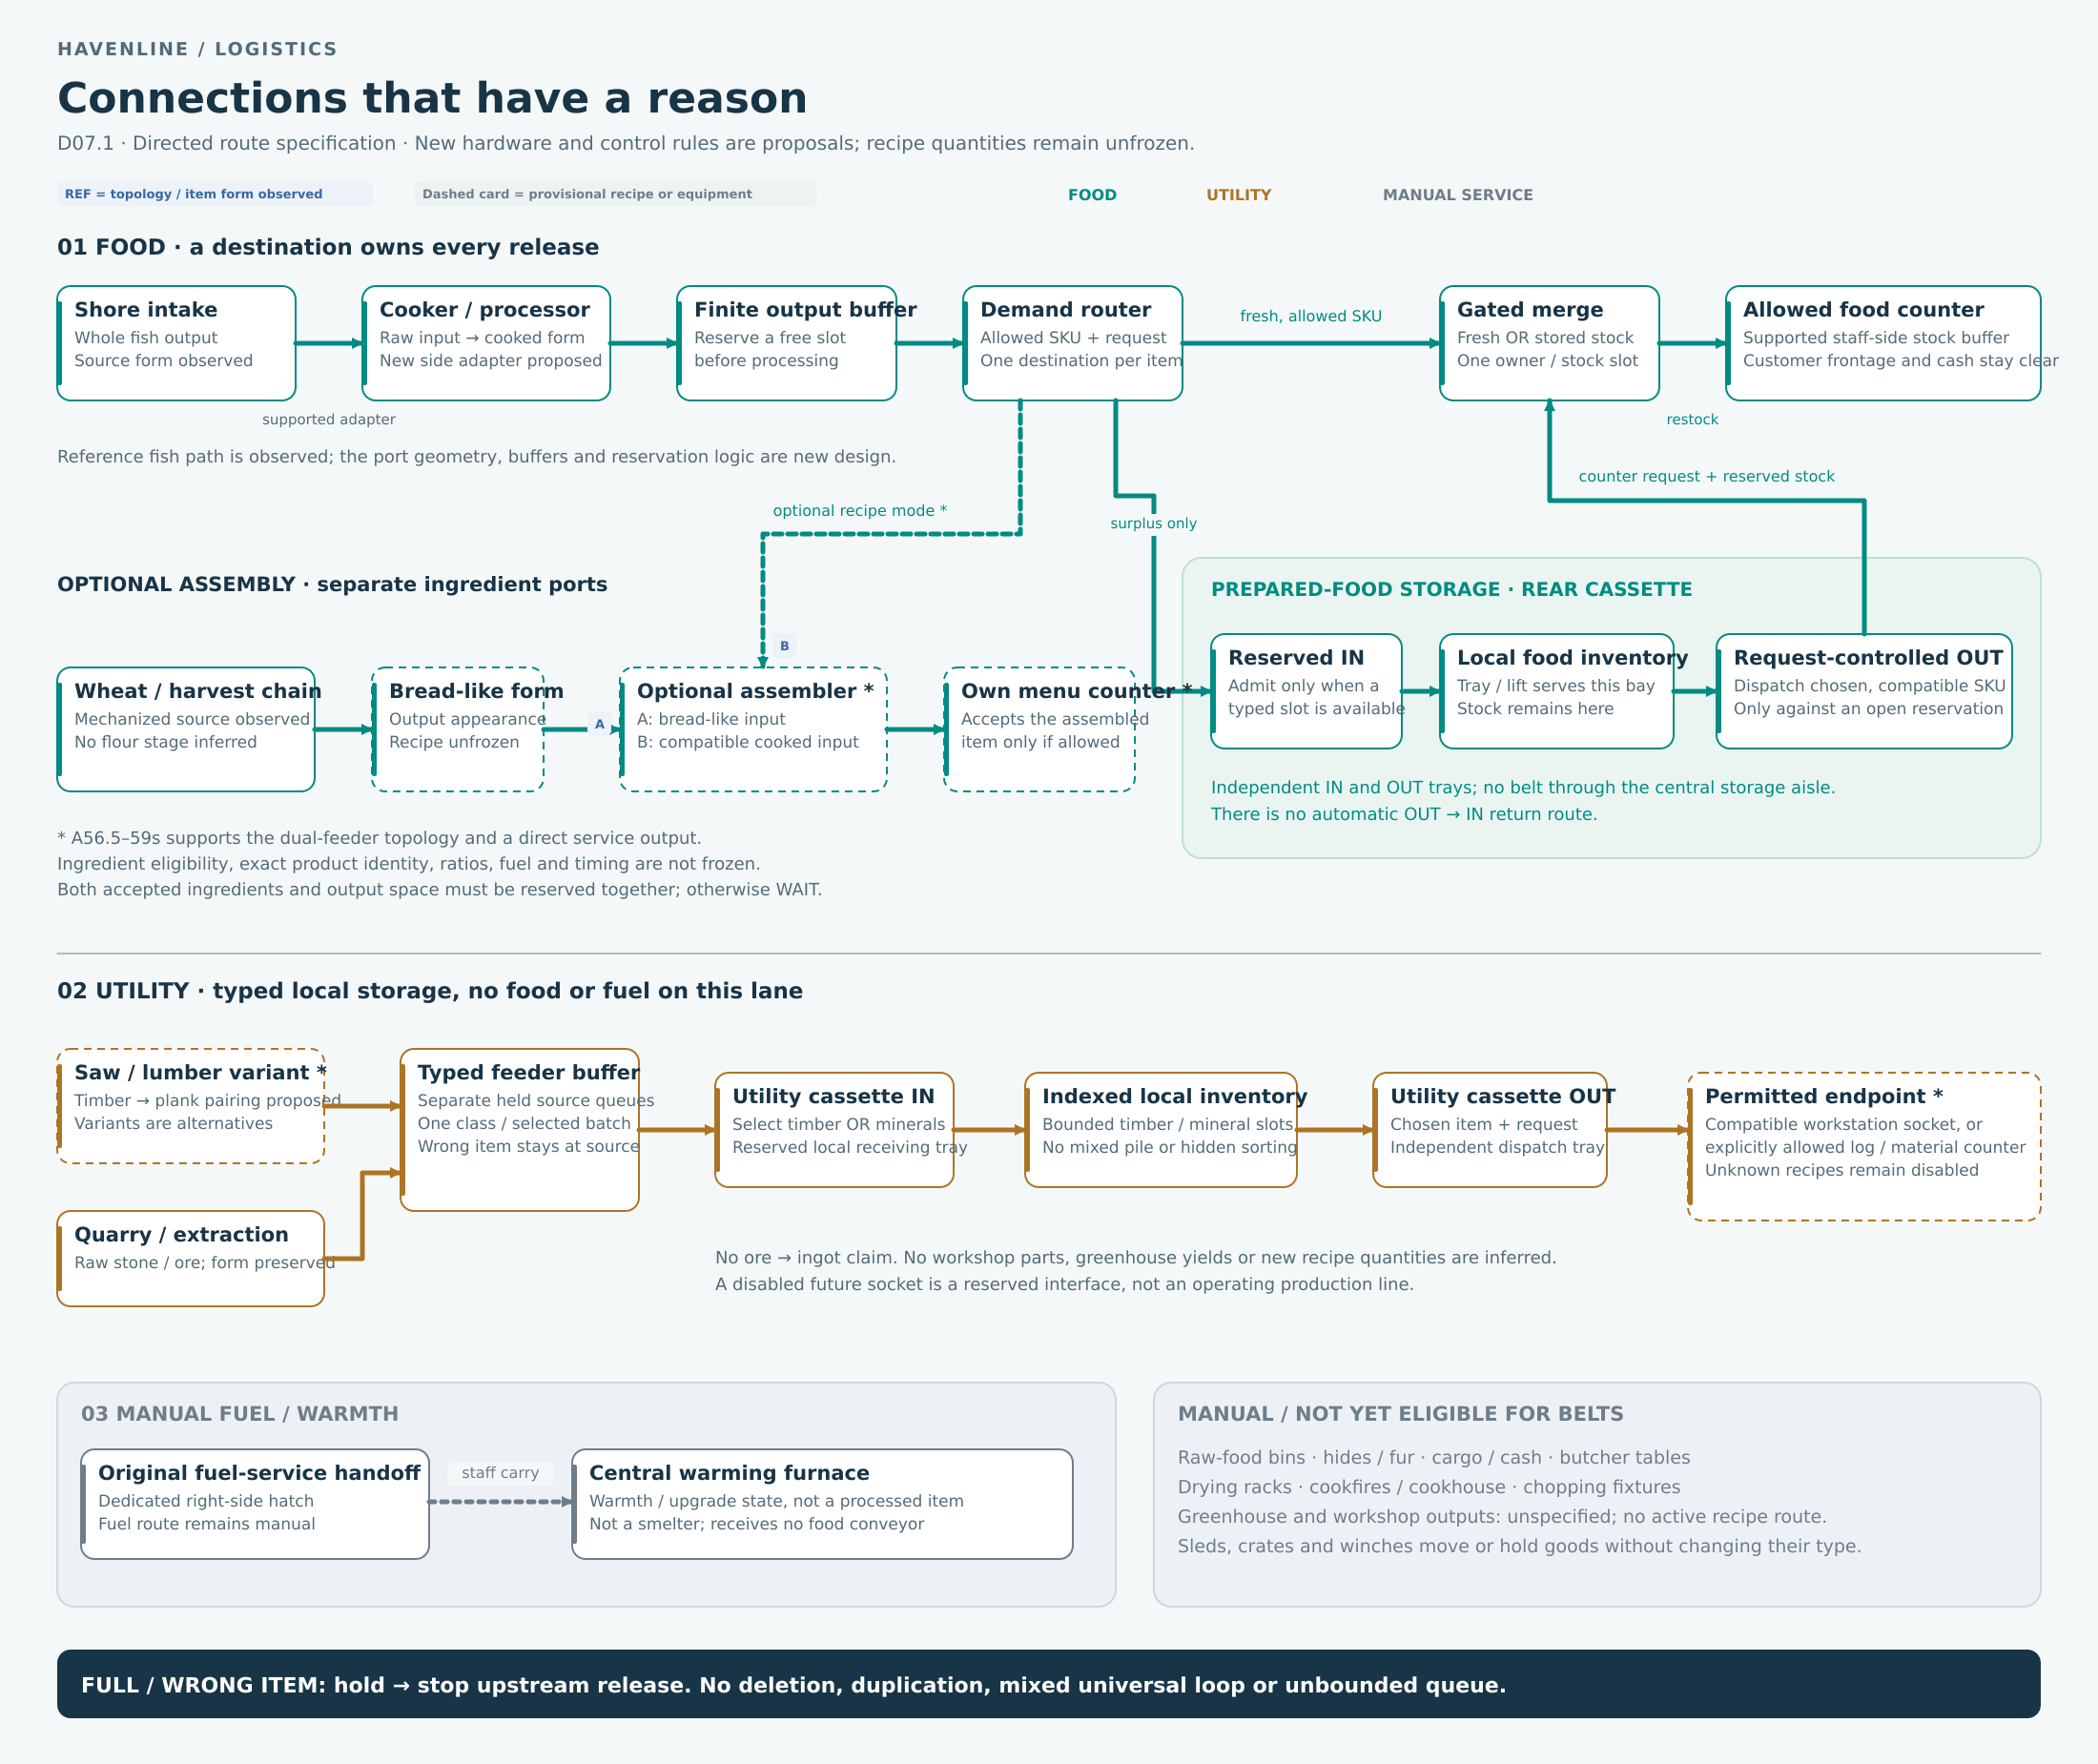 HAVENLINE / LOGISTICS
Connections that have a reason
D07.1 · Directed route specification · New hardware and control rules are proposals; recipe quantities remain unfrozen.
REF = topology / item form observed
Dashed card = provisional recipe or equipment
FOOD
UTILITY
MANUAL SERVICE
01 FOOD · a destination owns every release
Shore intake
Whole fish output
Source form observed
Cooker / processor
Raw input → cooked form
New side adapter proposed
Finite output buffer
Reserve a free slot
before processing
Demand router
Allowed SKU + request
One destination per item
fresh, allowed SKU
Gated merge
Fresh OR stored stock
One owner / stock slot
Allowed food counter
Supported staff-side stock buffer
Customer frontage and cash stay clear
supported adapter
restock
Reference fish path is observed; the port geometry, buffers and reservation logic are new design.
counter request + reserved stock
optional recipe mode *
surplus only
OPTIONAL ASSEMBLY · separate ingredient ports
PREPARED-FOOD STORAGE · REAR CASSETTE
B
Wheat / harvest chain
Mechanized source observed
No flour stage inferred
Bread-like form
Output appearance
Recipe unfrozen
A
Optional assembler *
A: bread-like input
B: compatible cooked input
Own menu counter *
Accepts the assembled
item only if allowed
Reserved IN
Admit only when a
typed slot is available
Local food inventory
Tray / lift serves this bay
Stock remains here
Request-controlled OUT
Dispatch chosen, compatible SKU
Only against an open reservation
Independent IN and OUT trays; no belt through the central storage aisle.
There is no automatic OUT → IN return route.
* A56.5–59s supports the dual-feeder topology and a direct service output.
Ingredient eligibility, exact product identity, ratios, fuel and timing are not frozen.
Both accepted ingredients and output space must be reserved together; otherwise WAIT.
02 UTILITY · typed local storage, no food or fuel on this lane
Saw / lumber variant *
Timber → plank pairing proposed
Variants are alternatives
Typed feeder buffer
Separate held source queues
One class / selected batch
Wrong item stays at source
Utility cassette IN
Select timber OR minerals
Reserved local receiving tray
Indexed local inventory
Bounded timber / mineral slots
No mixed pile or hidden sorting
Utility cassette OUT
Chosen item + request
Independent dispatch tray
Permitted endpoint *
Compatible workstation socket, or
explicitly allowed log / material counter
Unknown recipes remain disabled
Quarry / extraction
Raw stone / ore; form preserved
No ore → ingot claim. No workshop parts, greenhouse yields or new recipe quantities are inferred.
A disabled future socket is a reserved interface, not an operating production line.
03 MANUAL FUEL / WARMTH
Original fuel-service handoff
Dedicated right-side hatch
Fuel route remains manual
staff carry
Central warming furnace
Warmth / upgrade state, not a processed item
Not a smelter; receives no food conveyor
MANUAL / NOT YET ELIGIBLE FOR BELTS
Raw-food bins · hides / fur · cargo / cash · butcher tables
Drying racks · cookfires / cookhouse · chopping fixtures
Greenhouse and workshop outputs: unspecified; no active recipe route.
Sleds, crates and winches move or hold goods without changing their type.
FULL / WRONG ITEM: hold → stop upstream release. No deletion, duplication, mixed universal loop or unbounded queue.